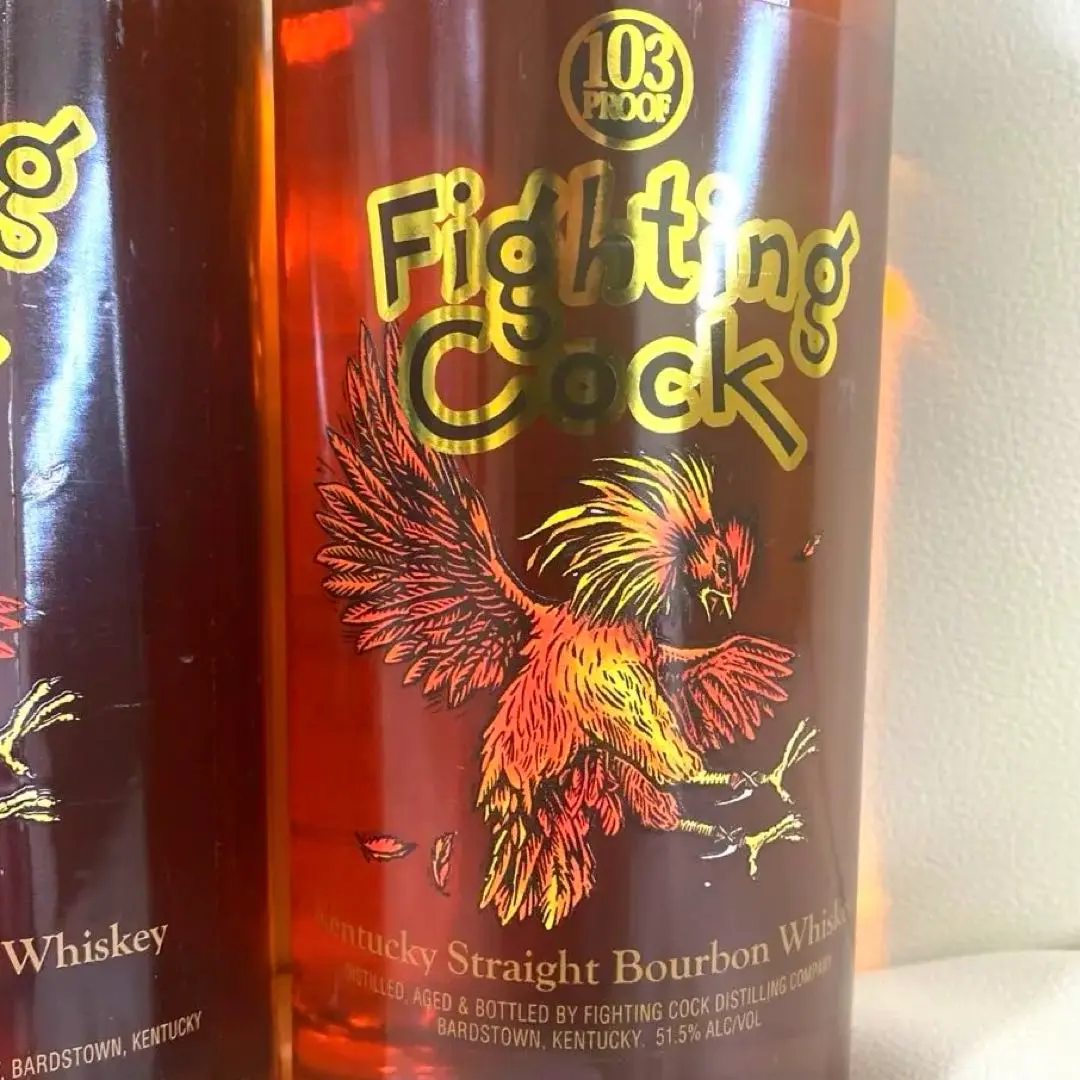 103
PROOF
Fighting
Cock
Kentucky Straight Bourbon Whiskey
DISTILLED, AGED & BOTTLED BY FIGHTING COCK DISTILLING COMPANY
BARDSTOWN, KENTUCKY. 51.5% ALC/VOL
Whiskey
BARDSTOWN, KENTUCKY